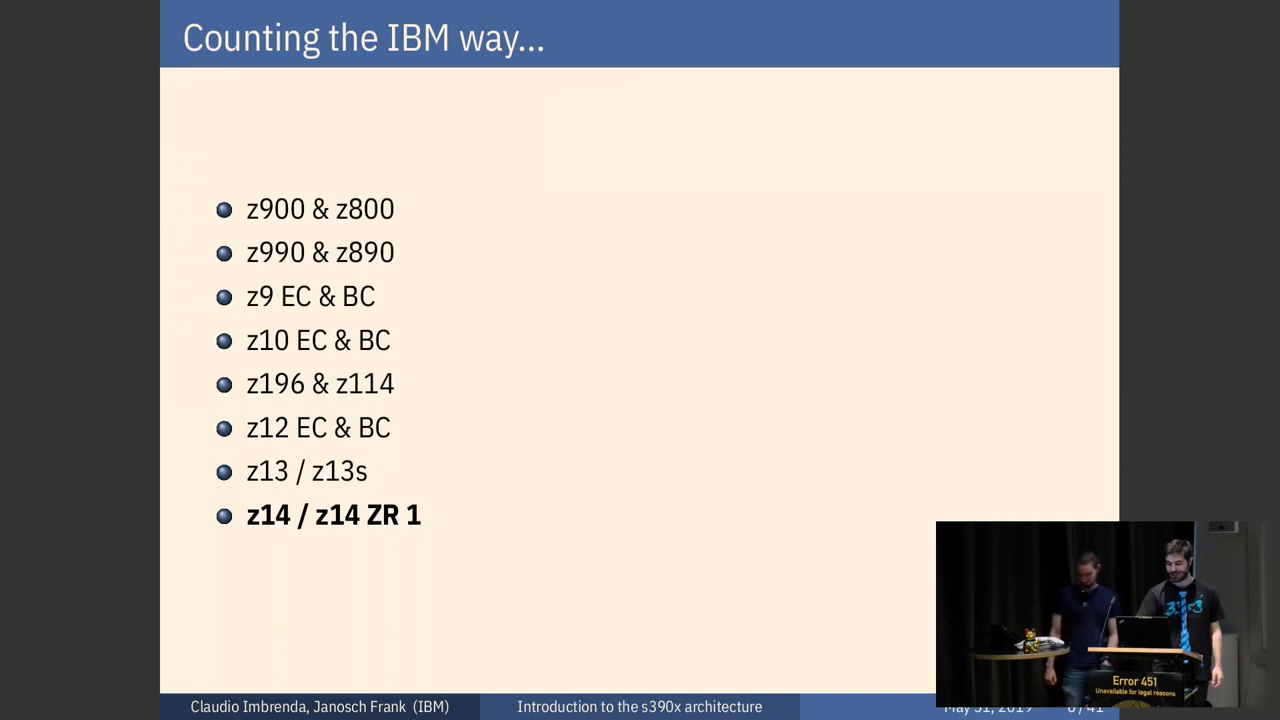 Counting the IBM way...
z900 & z800
z990 & z890
z9 EC & BC
z10 EC & BC
z196 & z114
z12 EC & BC
z13 / z13s
z14 / z14 ZR 1
Error 451
Unavailable for legal reasons
Claudio Imbrenda, Janosch Frank (IBM)
Introduction to the s390x architecture
May 31, 2019